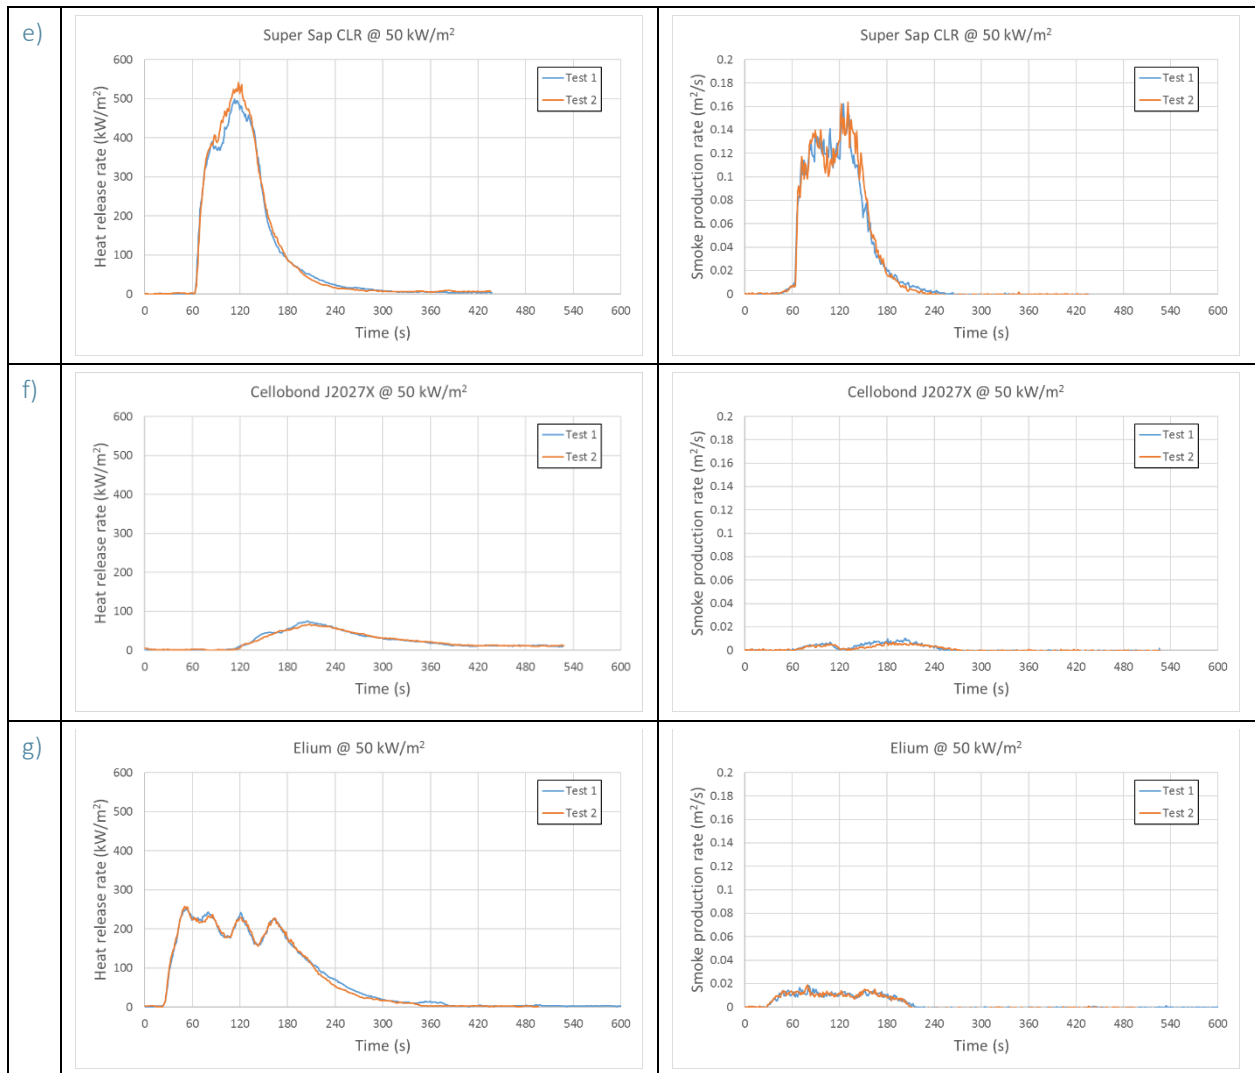 e)
Super Sap CLR @ 50 kW/m²
Heat release rate (kW/m²)
600
500
400
300
200
100
0
Test 1
Test 2
0 60 120 180 240 300 360 420 480 540 600
Time (s)
Super Sap CLR @ 50 kW/m²
Smoke production rate (m²/s)
0.2
0.18
0.16
0.14
0.12
0.1
0.08
0.06
0.04
0.02
0
Test 1
Test 2
0 60 120 180 240 300 360 420 480 540 600
Time (s)
f)
Cellobond J2027X @ 50 kW/m²
Heat release rate (kW/m²)
600
500
400
300
200
100
0
Test 1
Test 2
0 60 120 180 240 300 360 420 480 540 600
Time (s)
Cellobond J2027X @ 50 kW/m²
Smoke production rate (m²/s)
0.2
0.18
0.16
0.14
0.12
0.1
0.08
0.06
0.04
0.02
0
Test 1
Test 2
0 60 120 180 240 300 360 420 480 540 600
Time (s)
g)
Elium @ 50 kW/m²
Heat release rate (kW/m²)
600
500
400
300
200
100
0
Test 1
Test 2
0 60 120 180 240 300 360 420 480 540 600
Time (s)
Elium @ 50 kW/m²
Smoke production rate (m²/s)
0.2
0.18
0.16
0.14
0.12
0.1
0.08
0.06
0.04
0.02
0
Test 1
Test 2
0 60 120 180 240 300 360 420 480 540 600
Time (s)